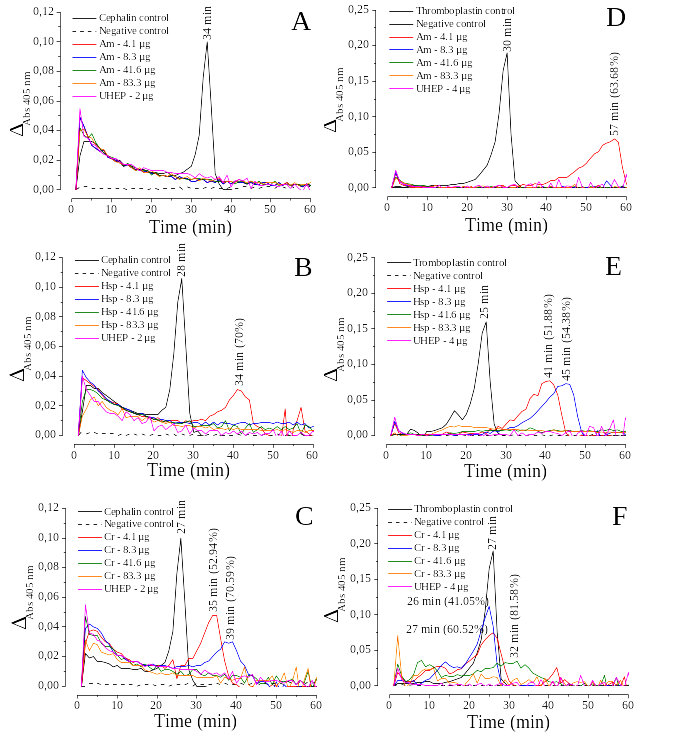 A
Cephalin control
Negative control
Am - 4.1 µg
Am - 8.3 µg
Am - 41.6 µg
Am - 83.3 µg
UHEP - 2 µg
34 min
0,12
0,10
0,08
0,06
0,04
0,02
0,00
Δ Abs 405 nm
0 10 20 30 40 50 60
Time (min)
D
Thromboplastin control
Negative control
Am - 4.1 µg
Am - 8.3 µg
Am - 41.6 µg
Am - 83.3 µg
UHEP - 4 µg
30 min
57 min (63.68%)
0,25
0,20
0,15
0,10
0,05
0,00
Δ Abs 405 nm
0 10 20 30 40 50 60
Time (min)
B
Cephalin control
Negative control
Hsp - 4.1 µg
Hsp - 8.3 µg
Hsp - 41.6 µg
Hsp - 83.3 µg
UHEP - 2 µg
28 min
34 min (70%)
0,12
0,10
0,08
0,06
0,04
0,02
0,00
Δ Abs 405 nm
0 10 20 30 40 50 60
Time (min)
E
Tromboplastin control
Negative control
Hsp - 4.1 µg
Hsp - 8.3 µg
Hsp - 41.6 µg
Hsp - 83.3 µg
UHEP - 4 µg
25 min
41 min (51.88%)
45 min (54.38%)
0,25
0,20
0,15
0,10
0,05
0,00
Δ Abs 405 nm
0 10 20 30 40 50 60
Time (min)
C
Cephalin control
Negative control
Cr - 4.1 µg
Cr - 8.3 µg
Cr - 41.6 µg
Cr - 83.3 µg
UHEP - 2 µg
27 min
35 min (52.94%)
39 min (70.59%)
0,12
0,10
0,08
0,06
0,04
0,02
0,00
Δ Abs 405 nm
0 10 20 30 40 50 60
Time (min)
F
Thromboplastin control
Negative control
Cr - 4.1 µg
Cr - 8.3 µg
Cr - 41.6 µg
Cr - 83.3 µg
UHEP - 4 µg
27 min
26 min (41.05%)
27 min (60.52%)
32 min (81.58%)
0,25
0,20
0,15
0,10
0,05
0,00
Δ Abs 405 nm
0 10 20 30 40 50 60
Time (min)